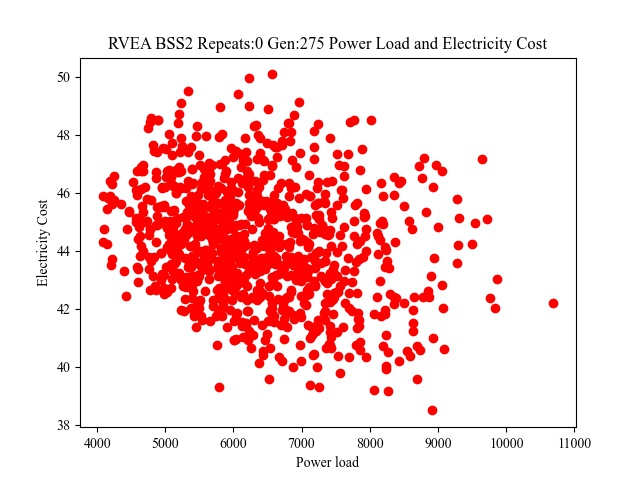 RVEA BSS2 Repeats:0 Gen:275 Power Load and Electricity Cost
50
48
46
44
42
40
38
Electricity Cost
4000 5000 6000 7000 8000 9000 10000 11000
Power load